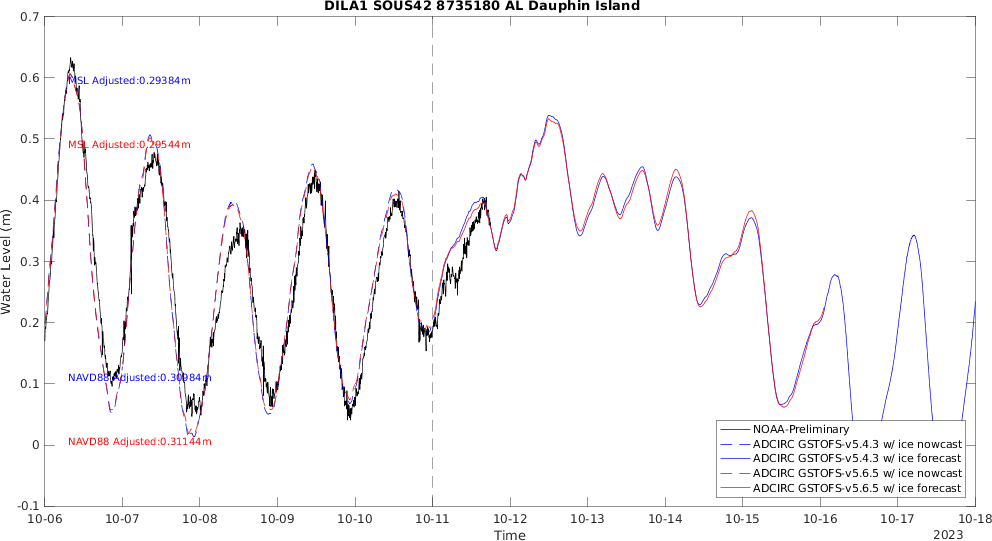 DILA1 SOUS42 8735180 AL Dauphin Island
0.7
0.6
0.5
0.4
0.3
0.2
0.1
0
-0.1
Water Level (m)
MSL Adjusted:0.29384m
MSL Adjusted:0.29544m
NAVD88 Adjusted:0.30984m
NAVD88 Adjusted:0.31144m
NOAA-Preliminary
ADCIRC GSTOFS-v5.4.3 w/ ice nowcast
ADCIRC GSTOFS-v5.4.3 w/ ice forecast
ADCIRC GSTOFS-v5.6.5 w/ ice nowcast
ADCIRC GSTOFS-v5.6.5 w/ ice forecast
10-06 10-07 10-08 10-09 10-10 10-11 10-12 10-13 10-14 10-15 10-16 10-17 10-18
Time
2023